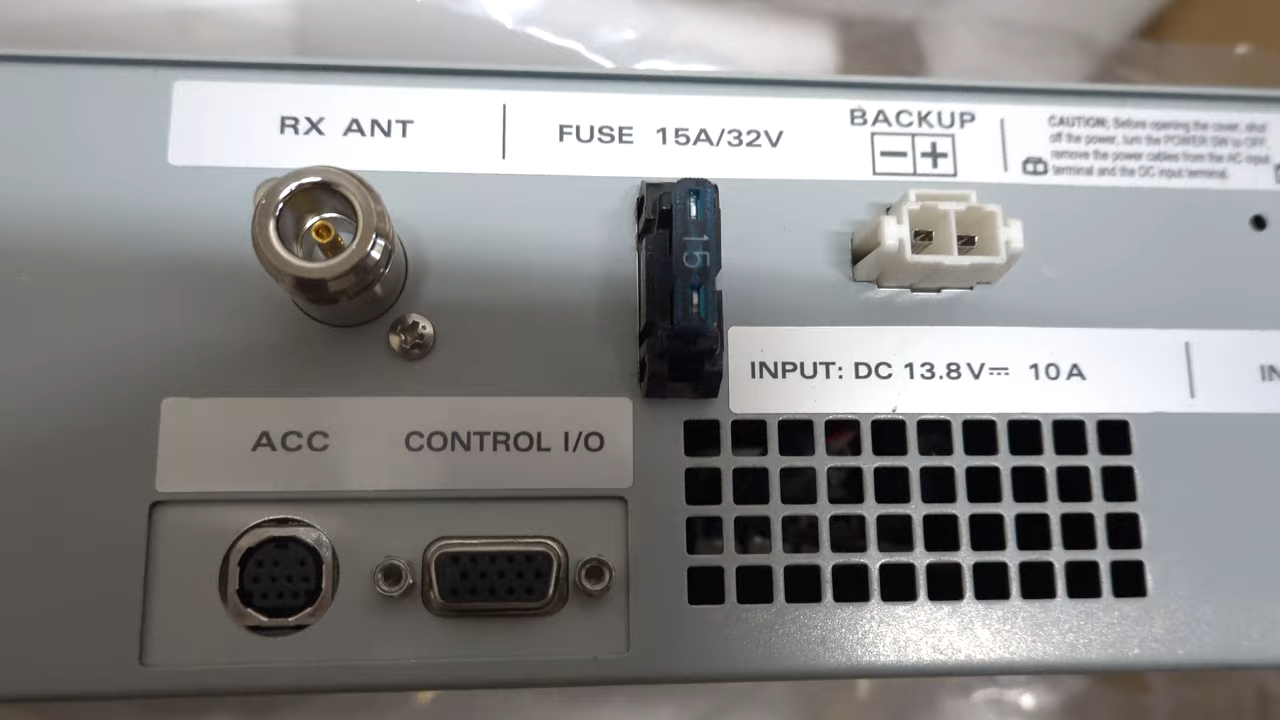 RX ANT
FUSE 15A/32V
BACKUP
− +
CAUTION: Before opening the cover, shut
off the power, turn the POWER SW to OFF,
remove the power cables from the AC input
terminal and the DC input terminal.
15
INPUT: DC 13.8V⎓ 10A
IN
ACC
CONTROL I/O